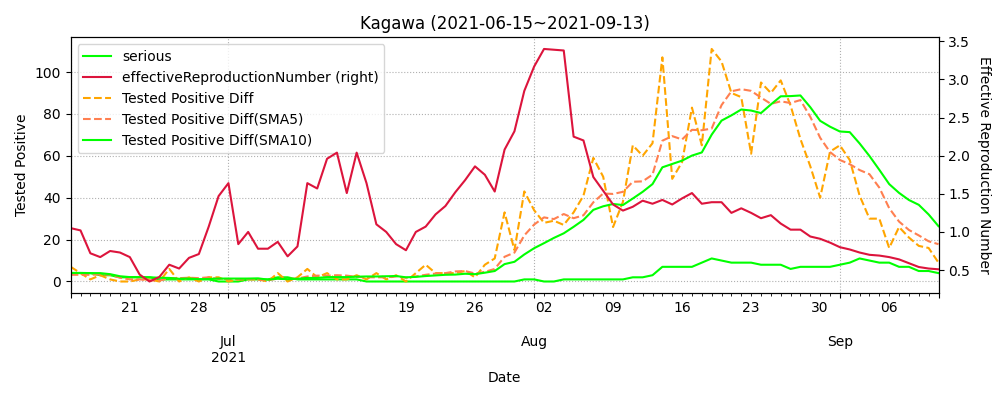 Kagawa (2021-06-15~2021-09-13)
serious
effectiveReproductionNumber (right)
Tested Positive Diff
Tested Positive Diff(SMA5)
Tested Positive Diff(SMA10)
Tested Positive
100
80
60
40
20
0
3.5
3.0
2.5
2.0
1.5
1.0
0.5
Effective Reproduction Number
21 28 05 12 19 26 02 09 16 23 30 06
Jul Aug Sep
2021
Date